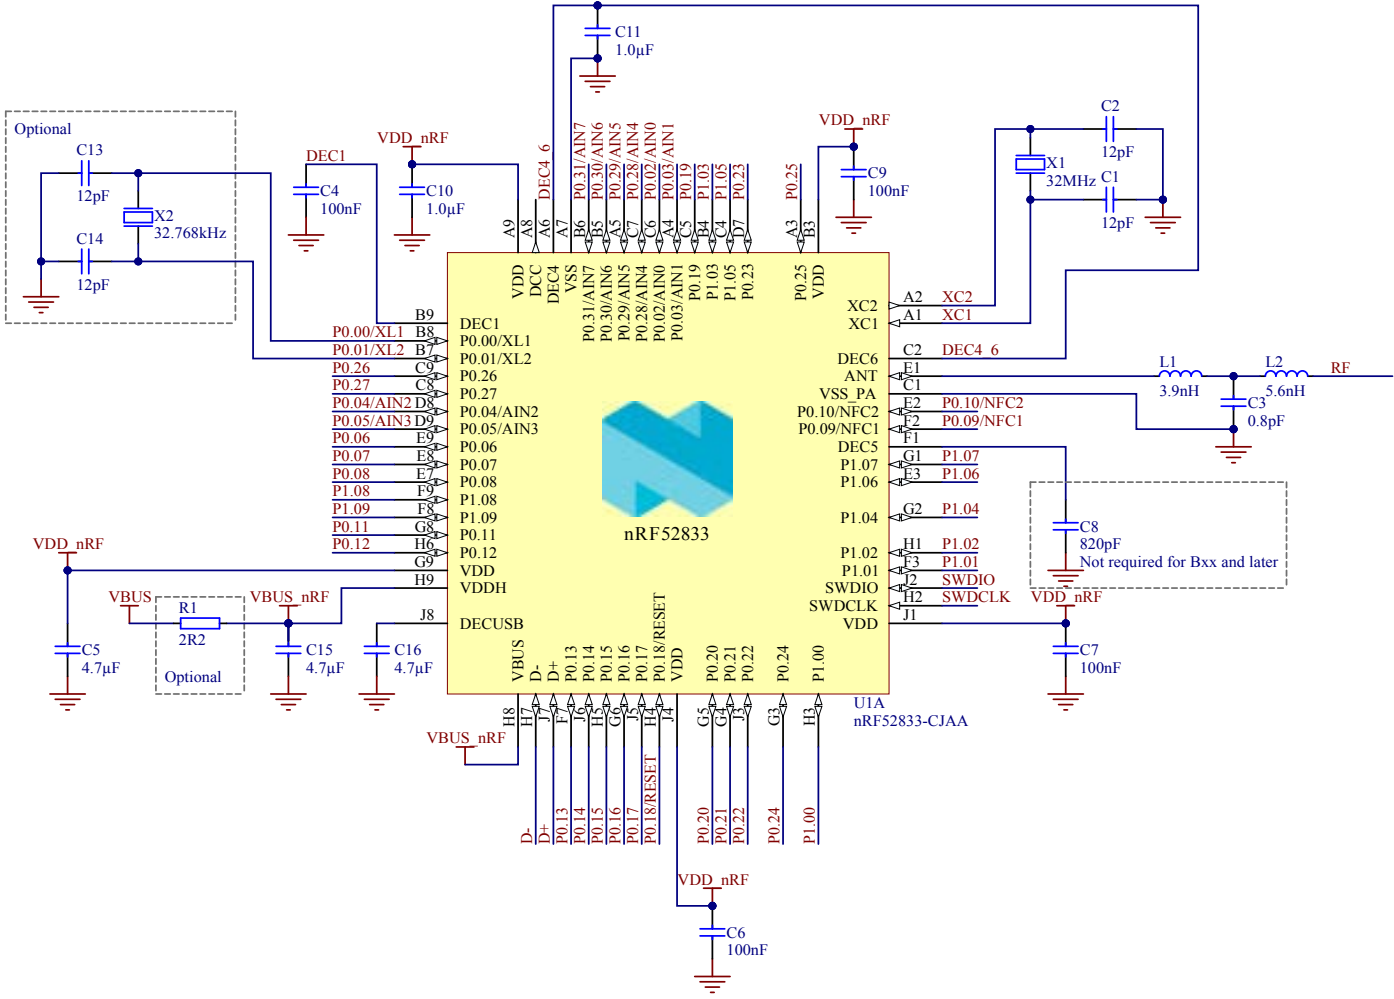 C11
1.0µF
Optional
C13
12pF
X2
32.768kHz
C14
12pF
DEC1
C4
100nF
VDD_nRF
C10
1.0µF
DEC4_6
P0.31/AIN7
P0.30/AIN6
P0.29/AIN5
P0.28/AIN4
P0.02/AIN0
P0.03/AIN1
P0.19
P1.03
P1.05
P0.23
P0.25
VDD_nRF
C9
100nF
C2
12pF
X1
32MHz
C1
12pF
A9
A8
A6
A7
B6
B5
A5
C7
C6
A4
C5
B4
C4
D7
A3
B3
VDD
DCC
DEC4
VSS
P0.31/AIN7
P0.30/AIN6
P0.29/AIN5
P0.28/AIN4
P0.02/AIN0
P0.03/AIN1
P0.19
P1.03
P1.05
P0.23
P0.25
VDD
B9 DEC1
P0.00/XL1 B8 P0.00/XL1
P0.01/XL2 B7 P0.01/XL2
P0.26 C9 P0.26
P0.27 C8 P0.27
P0.04/AIN2 D8 P0.04/AIN2
P0.05/AIN3 D9 P0.05/AIN3
P0.06 E9 P0.06
P0.07 E8 P0.07
P0.08 E7 P0.08
P1.08 F9 P1.08
P1.09 F8 P1.09
P0.11 G8 P0.11
P0.12 H6 P0.12
G9 VDD
H9 VDDH
J8 DECUSB
XC2 A2 XC2
XC1 A1 XC1
DEC6 C2 DEC4_6
ANT E1
VSS_PA C1
P0.10/NFC2 E2 P0.10/NFC2
P0.09/NFC1 F2 P0.09/NFC1
DEC5 F1
P1.07 G1 P1.07
P1.06 E3 P1.06
P1.04 G2 P1.04
P1.02 H1 P1.02
P1.01 F3 P1.01
SWDIO J2 SWDIO
SWDCLK H2 SWDCLK
VDD J1
L1
3.9nH
L2
5.6nH
RF
C3
0.8pF
C8
820pF
Not required for Bxx and later
VDD_nRF
C7
100nF
nRF52833
VDD_nRF
C5
4.7µF
VBUS
R1
2R2
Optional
VBUS_nRF
C15
4.7µF
C16
4.7µF
VBUS
D-
D+
P0.13
P0.14
P0.15
P0.16
P0.17
P0.18/RESET
VDD
P0.20
P0.21
P0.22
P0.24
P1.00
H8
H7
J7
F7
J6
H5
G6
J5
H4
J4
G5
G4
J3
G3
H3
U1A
nRF52833-CJAA
VBUS_nRF
D-
D+
P0.13
P0.14
P0.15
P0.16
P0.17
P0.18/RESET
P0.20
P0.21
P0.22
P0.24
P1.00
VDD_nRF
C6
100nF